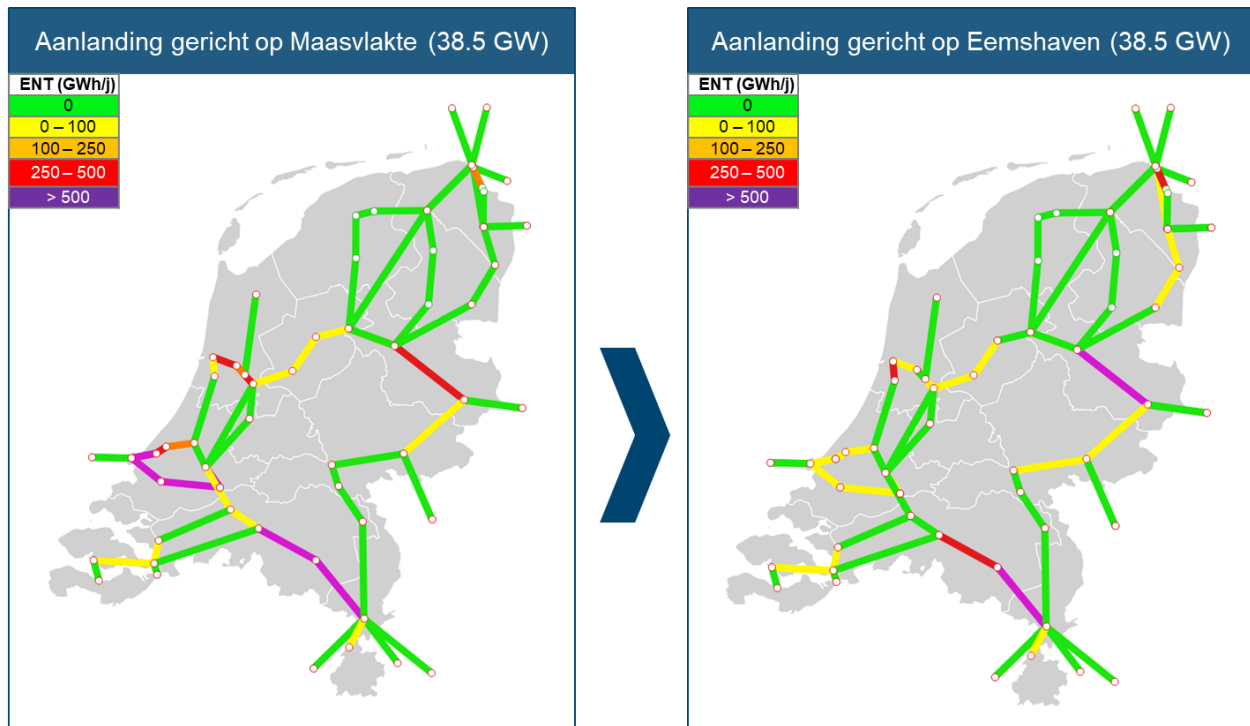 Aanlanding gericht op Maasvlakte (38.5 GW)
ENT (GWh/j)
0
0 – 100
100 – 250
250 – 500
> 500
Aanlanding gericht op Eemshaven (38.5 GW)
ENT (GWh/j)
0
0 – 100
100 – 250
250 – 500
> 500